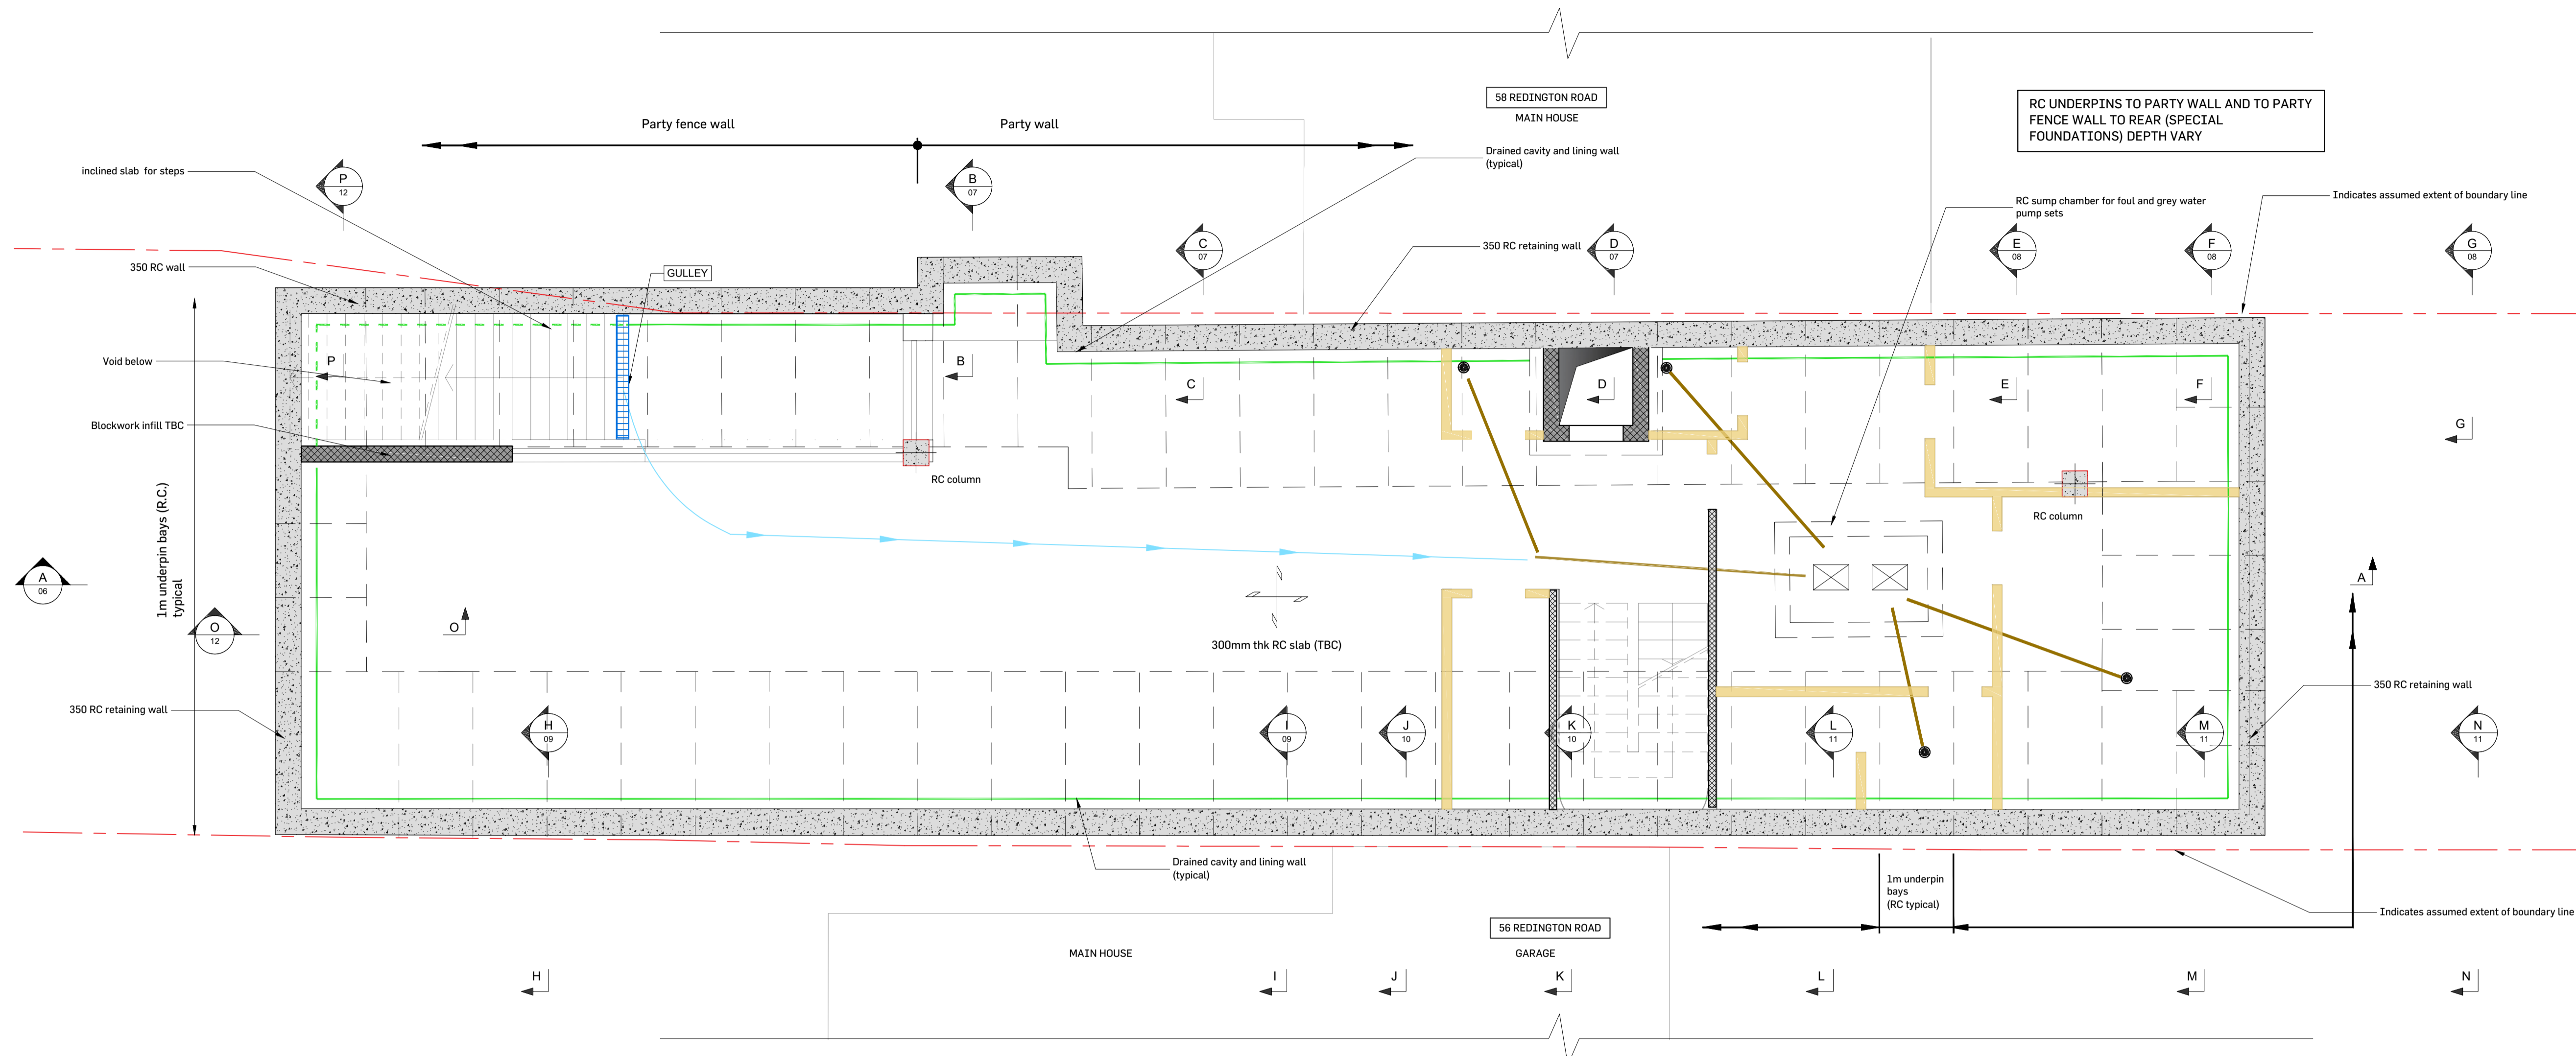 58 REDINGTON ROAD
MAIN HOUSE
RC UNDERPINS TO PARTY WALL AND TO PARTY
FENCE WALL TO REAR (SPECIAL
FOUNDATIONS) DEPTH VARY
Party fence wall
Party wall
Drained cavity and lining wall
(typical)
inclined slab for steps
P
12
B
07
Indicates assumed extent of boundary line
RC sump chamber for foul and grey water
pump sets
350 RC retaining wall
C
07
D
07
E
08
F
08
G
08
350 RC wall
GULLEY
Void below
P
B
C
D
E
F
G
Blockwork infill TBC
RC column
RC column
1m underpin bays (R.C.)
typical
A
06
A
O
12
O
300mm thk RC slab (TBC)
350 RC retaining wall
350 RC retaining wall
H
09
I
09
J
10
K
10
L
11
M
11
N
11
Drained cavity and lining wall
(typical)
1m underpin
bays
(RC typical)
Indicates assumed extent of boundary line
56 REDINGTON ROAD
MAIN HOUSE
GARAGE
H
I
J
K
L
M
N